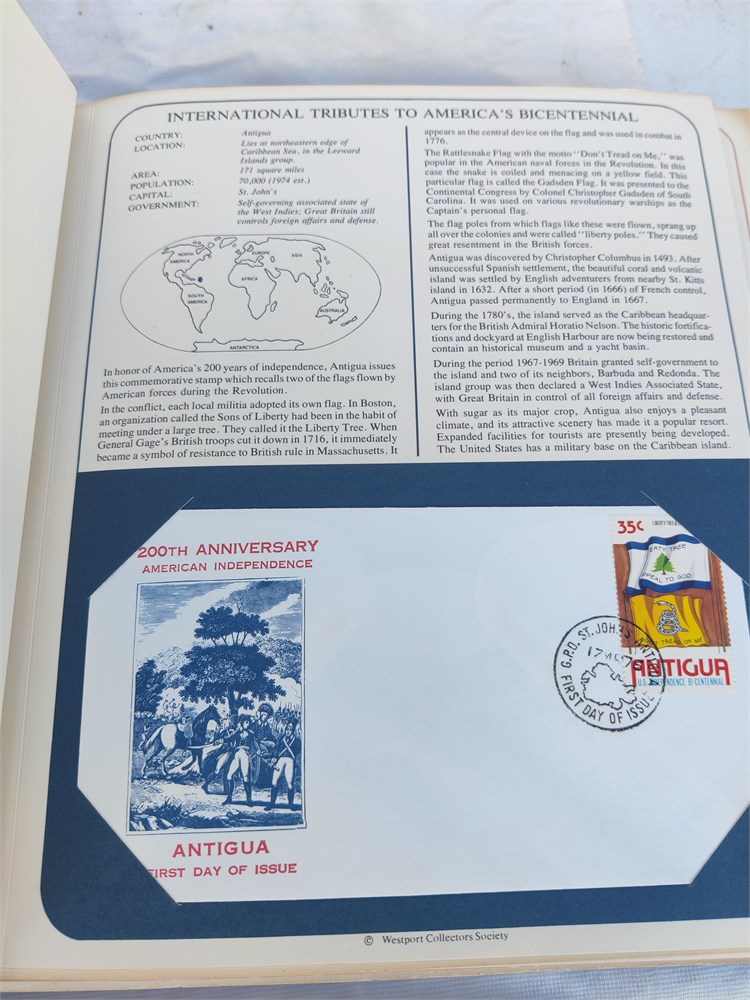 INTERNATIONAL TRIBUTES TO AMERICA'S BICENTENNIAL
COUNTRY: Antigua
LOCATION: Lies at northeastern edge of
Caribbean Sea, in the Leeward
Islands group.
AREA: 171 square miles
POPULATION: 70,000 (1974 est.)
CAPITAL: St. John's
GOVERNMENT: Self-governing associated state of
the West Indies; Great Britain still
controls foreign affairs and defense.
NORTH
AMERICA
EUROPE
ASIA
AFRICA
SOUTH
AMERICA
AUSTRALIA
ANTARCTICA
In honor of America's 200 years of independence, Antigua issues
this commemorative stamp which recalls two of the flags flown by
American forces during the Revolution.
In the conflict, each local militia adopted its own flag. In Boston,
an organization called the Sons of Liberty had been in the habit of
meeting under a large tree. They called it the Liberty Tree. When
General Gage's British troops cut it down in 1716, it immediately
became a symbol of resistance to British rule in Massachusetts. It
appears as the central device on the flag and was used in combat in
1776.
The Rattlesnake Flag with the motto "Don't Tread on Me," was
popular in the American naval forces in the Revolution. In this
case the snake is coiled and menacing on a yellow field. This
particular flag is called the Gadsden Flag. It was presented to the
Continental Congress by Colonel Christopher Gadsden of South
Carolina. It was used on various revolutionary warships as the
Captain's personal flag.
The flag poles from which flags like these were flown, sprang up
all over the colonies and were called "liberty poles." They caused
great resentment in the British forces.
Antigua was discovered by Christopher Columbus in 1493. After
unsuccessful Spanish settlement, the beautiful coral and volcanic
island was settled by English adventurers from nearby St. Kitts
island in 1632. After a short period (in 1666) of French control,
Antigua passed permanently to England in 1667.
During the 1780's, the island served as the Caribbean headquar-
ters for the British Admiral Horatio Nelson. The historic fortifica-
tions and dockyard at English Harbour are now being restored and
contain an historical museum and a yacht basin.
During the period 1967-1969 Britain granted self-government to
the island and two of its neighbors, Barbuda and Redonda. The
island group was then declared a West Indies Associated State,
with Great Britain in control of all foreign affairs and defense.
With sugar as its major crop, Antigua also enjoys a pleasant
climate, and its attractive scenery has made it a popular resort.
Expanded facilities for tourists are presently being developed.
The United States has a military base on the Caribbean island.
200TH ANNIVERSARY
AMERICAN INDEPENDENCE
ANTIGUA
FIRST DAY OF ISSUE
35c LIBERTY TREE
ERTY TREE
PPEAL TO GOD
DON'T TREAD ON ME
ANTIGUA
U.S. INDEPENDENCE BI-CENTENNIAL
G.P.O. ST. JOHN'S ANTIGUA
FIRST DAY OF ISSUE
© Westport Collectors Society